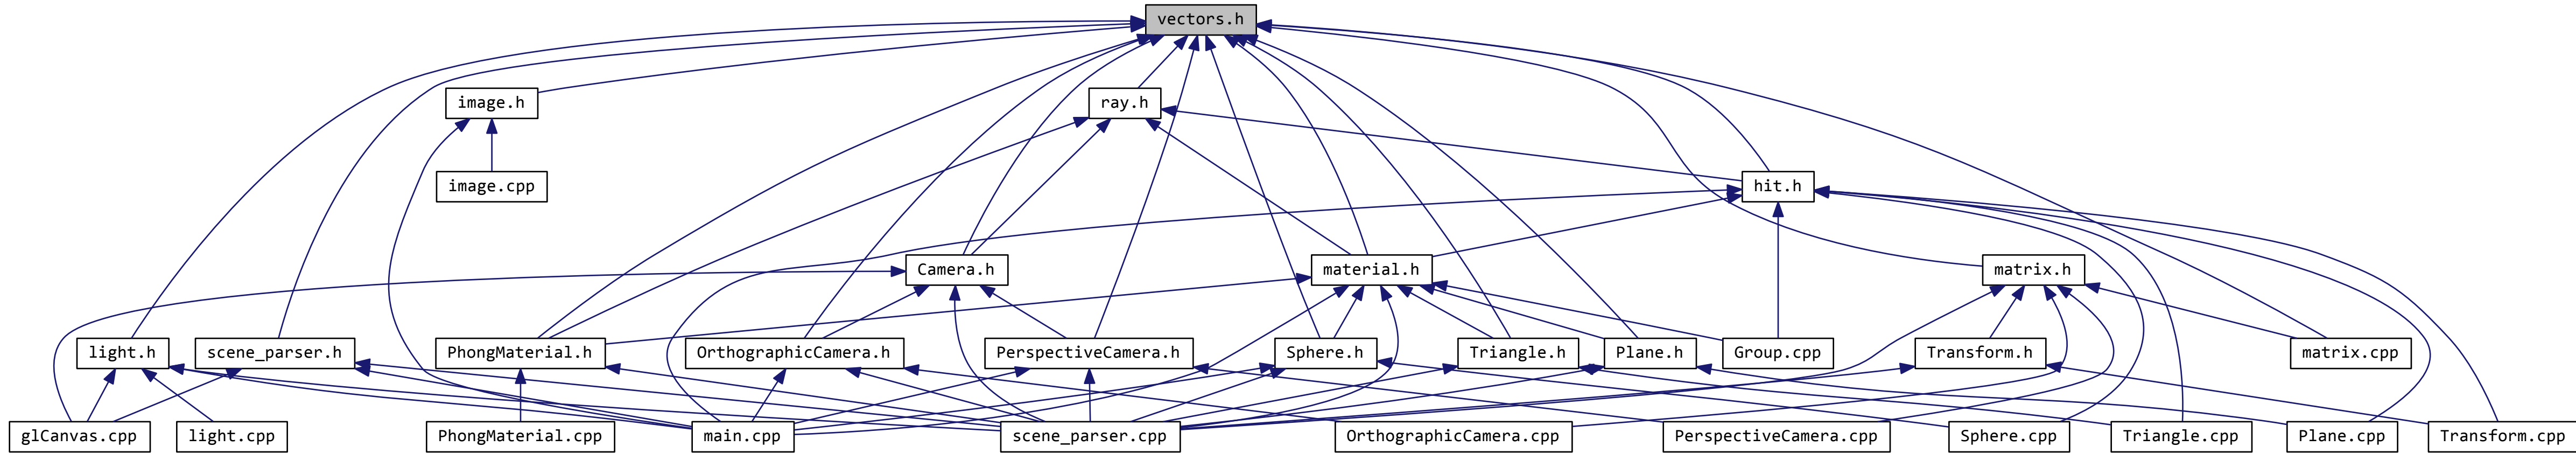 vectors.h
image.h
ray.h
image.cpp
hit.h
Camera.h
material.h
matrix.h
light.h
scene_parser.h
PhongMaterial.h
OrthographicCamera.h
PerspectiveCamera.h
Sphere.h
Triangle.h
Plane.h
Group.cpp
Transform.h
matrix.cpp
glCanvas.cpp
light.cpp
PhongMaterial.cpp
main.cpp
scene_parser.cpp
OrthographicCamera.cpp
PerspectiveCamera.cpp
Sphere.cpp
Triangle.cpp
Plane.cpp
Transform.cpp